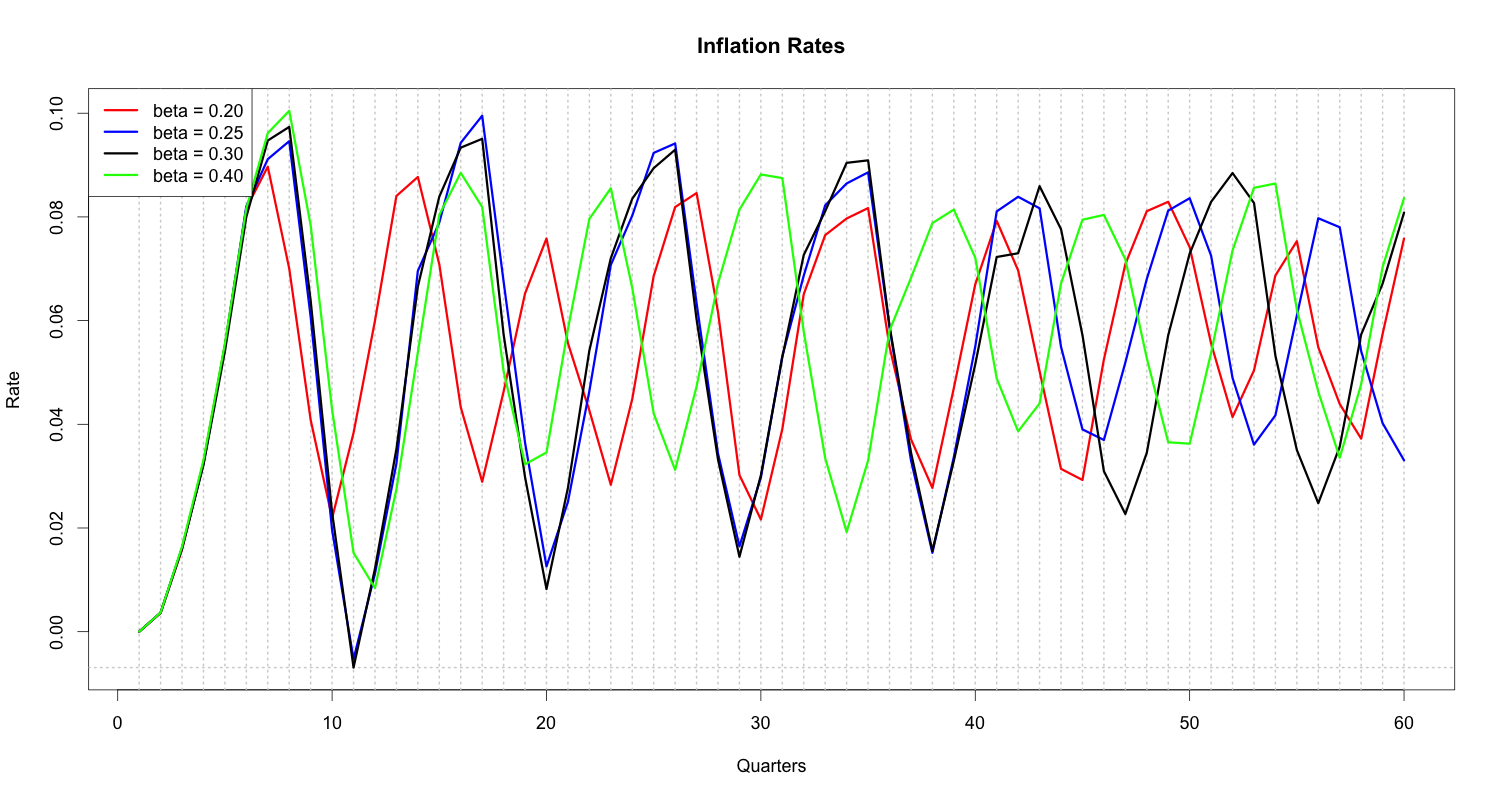 Inflation Rates
beta = 0.20
beta = 0.25
beta = 0.30
beta = 0.40
Rate
0.10
0.08
0.06
0.04
0.02
0.00
0 10 20 30 40 50 60
Quarters